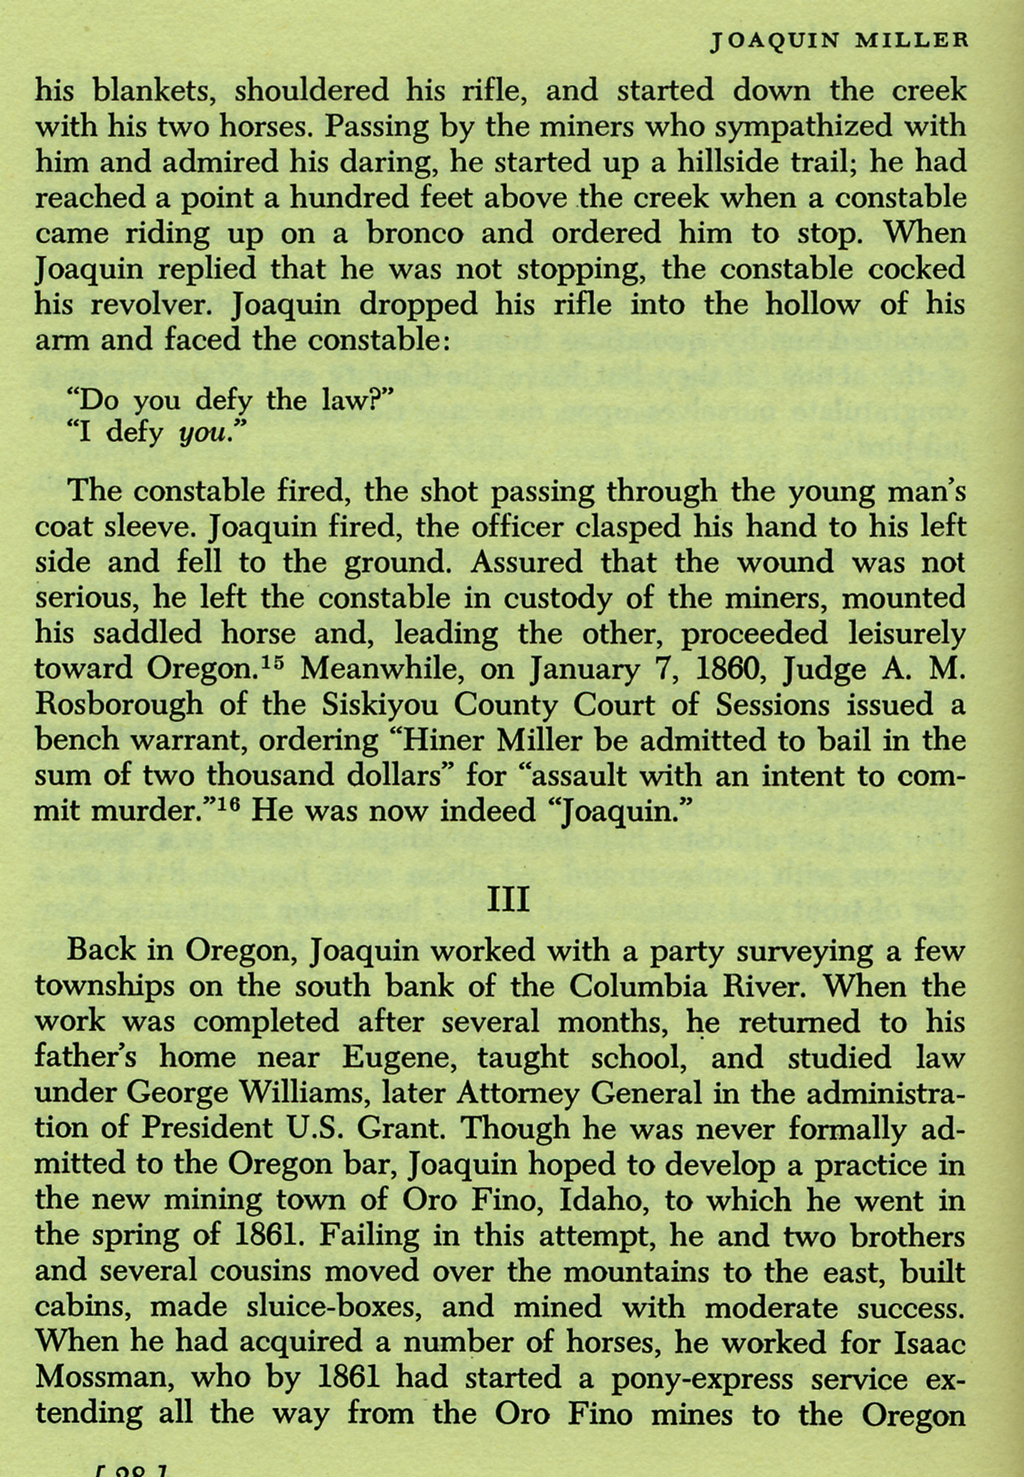 JOAQUIN MILLER
his blankets, shouldered his rifle, and started down the creek
with his two horses. Passing by the miners who sympathized with
him and admired his daring, he started up a hillside trail; he had
reached a point a hundred feet above the creek when a constable
came riding up on a bronco and ordered him to stop. When
Joaquin replied that he was not stopping, the constable cocked
his revolver. Joaquin dropped his rifle into the hollow of his
arm and faced the constable:
“Do you defy the law?”
“I defy you.”
The constable fired, the shot passing through the young man’s
coat sleeve. Joaquin fired, the officer clasped his hand to his left
side and fell to the ground. Assured that the wound was not
serious, he left the constable in custody of the miners, mounted
his saddled horse and, leading the other, proceeded leisurely
toward Oregon.¹⁵ Meanwhile, on January 7, 1860, Judge A. M.
Rosborough of the Siskiyou County Court of Sessions issued a
bench warrant, ordering “Hiner Miller be admitted to bail in the
sum of two thousand dollars” for “assault with an intent to com-
mit murder.”¹⁶ He was now indeed “Joaquin.”
III
Back in Oregon, Joaquin worked with a party surveying a few
townships on the south bank of the Columbia River. When the
work was completed after several months, he returned to his
father’s home near Eugene, taught school, and studied law
under George Williams, later Attorney General in the administra-
tion of President U.S. Grant. Though he was never formally ad-
mitted to the Oregon bar, Joaquin hoped to develop a practice in
the new mining town of Oro Fino, Idaho, to which he went in
the spring of 1861. Failing in this attempt, he and two brothers
and several cousins moved over the mountains to the east, built
cabins, made sluice-boxes, and mined with moderate success.
When he had acquired a number of horses, he worked for Isaac
Mossman, who by 1861 had started a pony-express service ex-
tending all the way from the Oro Fino mines to the Oregon